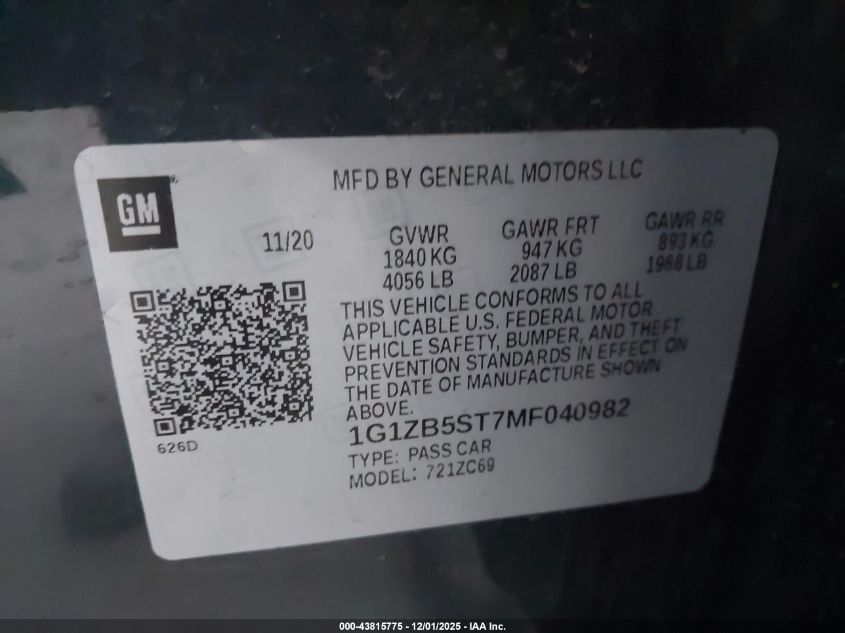 GM
MFD BY GENERAL MOTORS LLC
11/20
GVWR
1840 KG
4056 LB
GAWR FRT
947 KG
2087 LB
GAWR RR
893 KG
1968 LB
THIS VEHICLE CONFORMS TO ALL
APPLICABLE U.S. FEDERAL MOTOR
VEHICLE SAFETY, BUMPER, AND THEFT
PREVENTION STANDARDS IN EFFECT ON
THE DATE OF MANUFACTURE SHOWN
ABOVE.
1G1ZB5ST7MF040982
TYPE: PASS CAR
MODEL: 721ZC69
626D
000-43815775 - 12/01/2025 - IAA Inc.